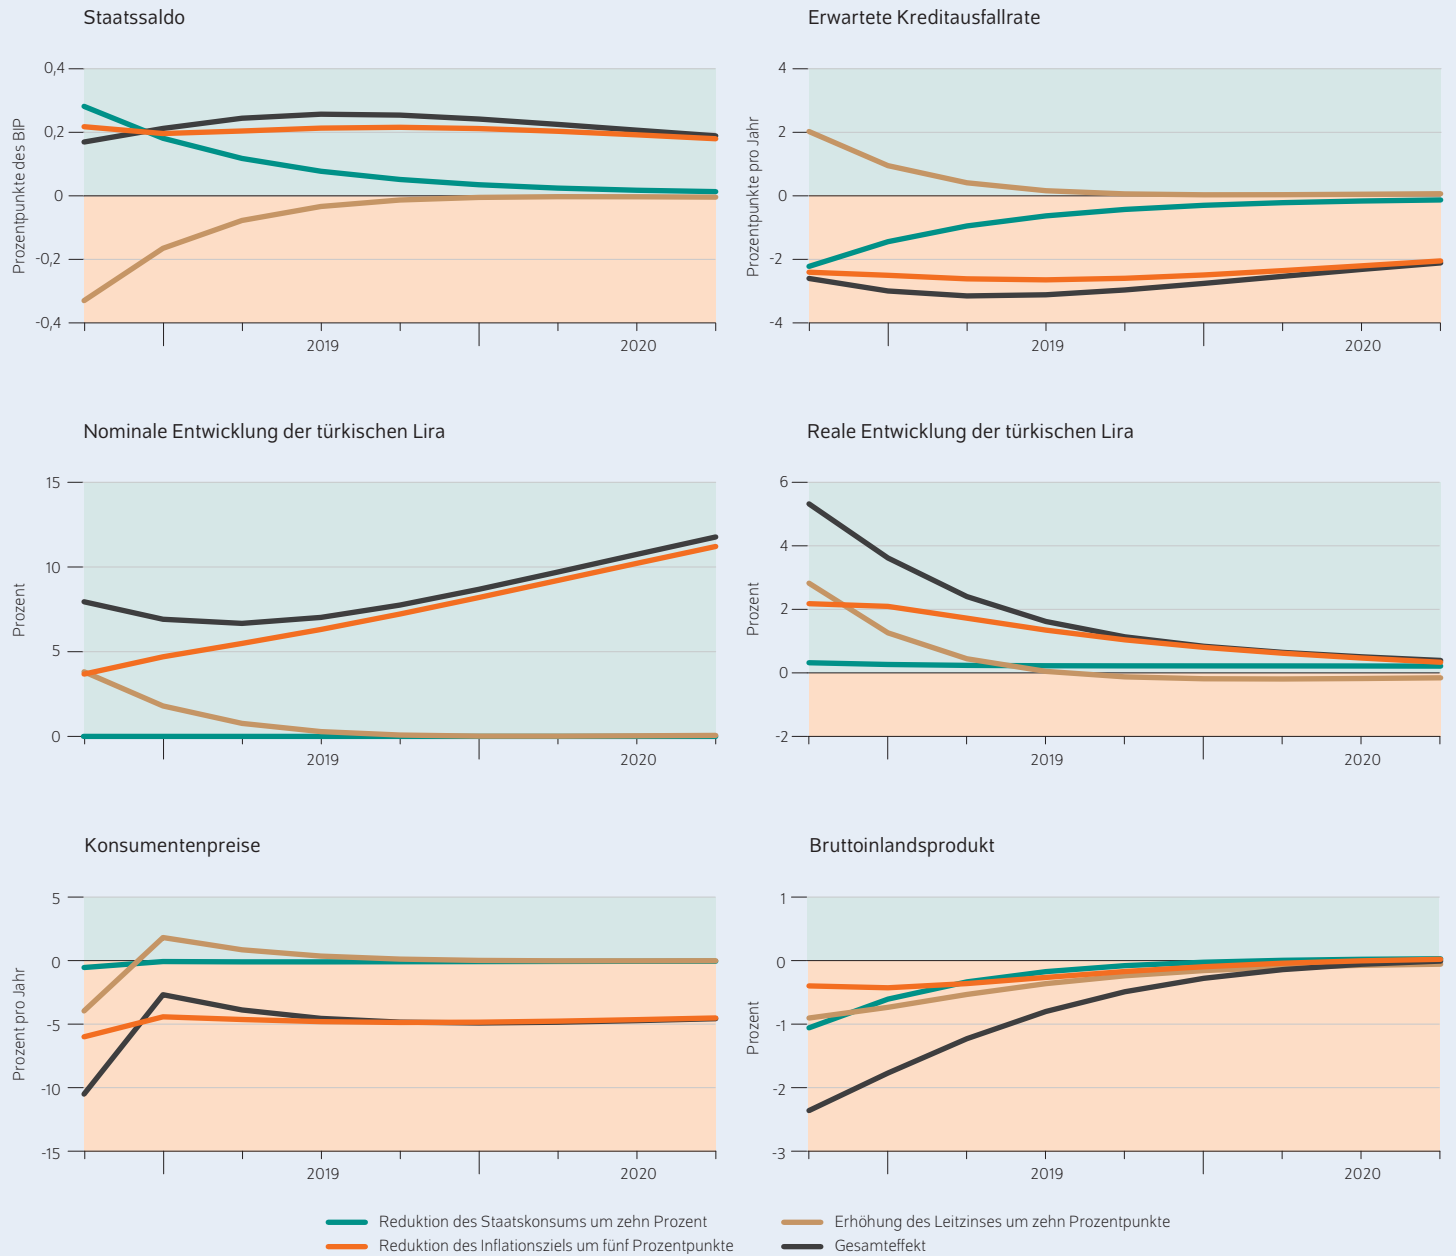 Staatssaldo
Prozentpunkte des BIP
0,4
0,2
0
-0,2
-0,4
2019
2020
Erwartete Kreditausfallrate
Prozentpunkte pro Jahr
4
2
0
-2
-4
2019
2020
Nominale Entwicklung der türkischen Lira
Prozent
15
10
5
0
2019
2020
Reale Entwicklung der türkischen Lira
Prozent
6
4
2
0
-2
2019
2020
Konsumentenpreise
Prozent pro Jahr
5
0
-5
-10
-15
2019
2020
Bruttoinlandsprodukt
Prozent
1
0
-1
-2
-3
2019
2020
Reduktion des Staatskonsums um zehn Prozent
Reduktion des Inflationsziels um fünf Prozentpunkte
Erhöhung des Leitzinses um zehn Prozentpunkte
Gesamteffekt